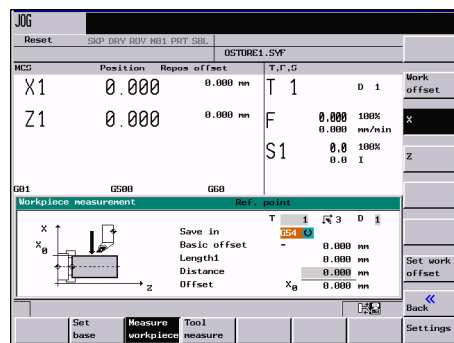 JOG
Reset SKP DRY ROV M01 PRT SBL
OSTORE1.SYF
MCS Position Repos offset T,F,S
X1 0.000 0.000 mm T 1 D 1
Z1 0.000 0.000 mm F 0.000 100%
0.000 mm/min
S1 0.0 100%
0.0 I
G01 G500 G60
Workpiece measurement Ref. point
T 1 3 D 1
Save in G54
Basic offset - 0.000 mm
Length1 0.000 mm
Distance 0.000 mm
Offset X0 0.000 mm
X
X0
Z
Work offset
X
Z
Set work offset
Back
Set base
Measure workpiece
Tool measure
Settings